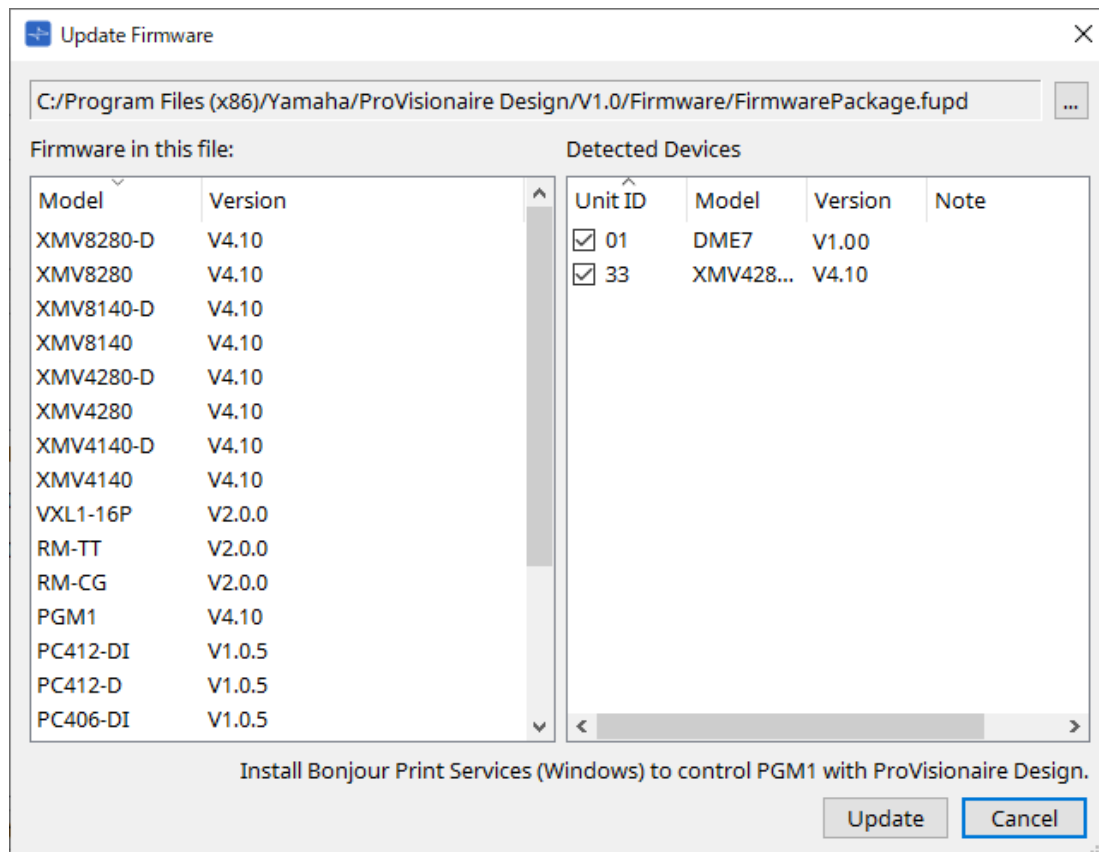 Update Firmware
C:/Program Files (x86)/Yamaha/ProVisionaire Design/V1.0/Firmware/FirmwarePackage.fupd
...
Firmware in this file:
Detected Devices
Model Version
XMV8280-D V4.10
XMV8280 V4.10
XMV8140-D V4.10
XMV8140 V4.10
XMV4280-D V4.10
XMV4280 V4.10
XMV4140-D V4.10
XMV4140 V4.10
VXL1-16P V2.0.0
RM-TT V2.0.0
RM-CG V2.0.0
PGM1 V4.10
PC412-DI V1.0.5
PC412-D V1.0.5
PC406-DI V1.0.5
Unit ID Model Version Note
01 DME7 V1.00
33 XMV428... V4.10
Install Bonjour Print Services (Windows) to control PGM1 with ProVisionaire Design.
Update Cancel